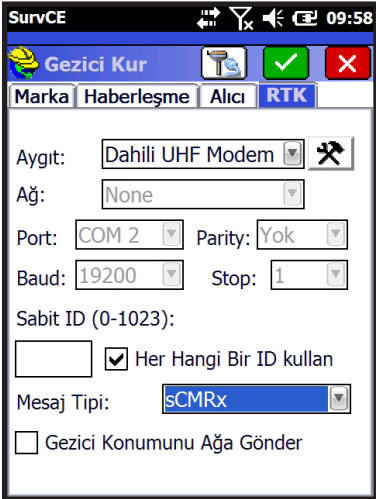 SurvCE 09:58
Gezici Kur
Marka Haberleşme Alıcı RTK
Aygıt: Dahili UHF Modem
Ağ: None
Port: COM 2 Parity: Yok
Baud: 19200 Stop: 1
Sabit ID (0-1023):
Her Hangi Bir ID kullan
Mesaj Tipi: sCMRx
Gezici Konumunu Ağa Gönder